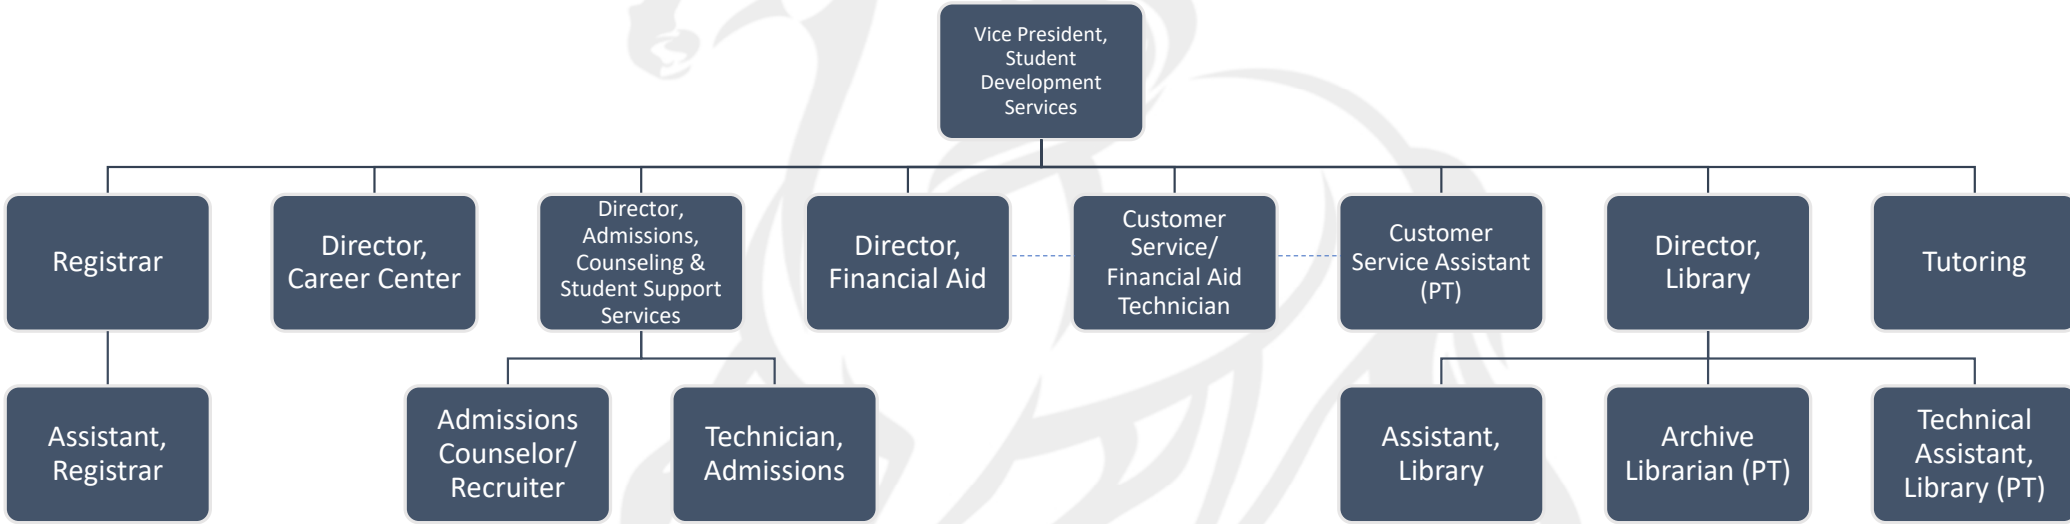 Vice President,
Student
Development
Services
Registrar
Director,
Career Center
Director,
Admissions,
Counseling &
Student Support
Services
Director,
Financial Aid
Customer
Service/
Financial Aid
Technician
Customer
Service Assistant
(PT)
Director,
Library
Tutoring
Assistant,
Registrar
Admissions
Counselor/
Recruiter
Technician,
Admissions
Assistant,
Library
Archive
Librarian (PT)
Technical
Assistant,
Library (PT)